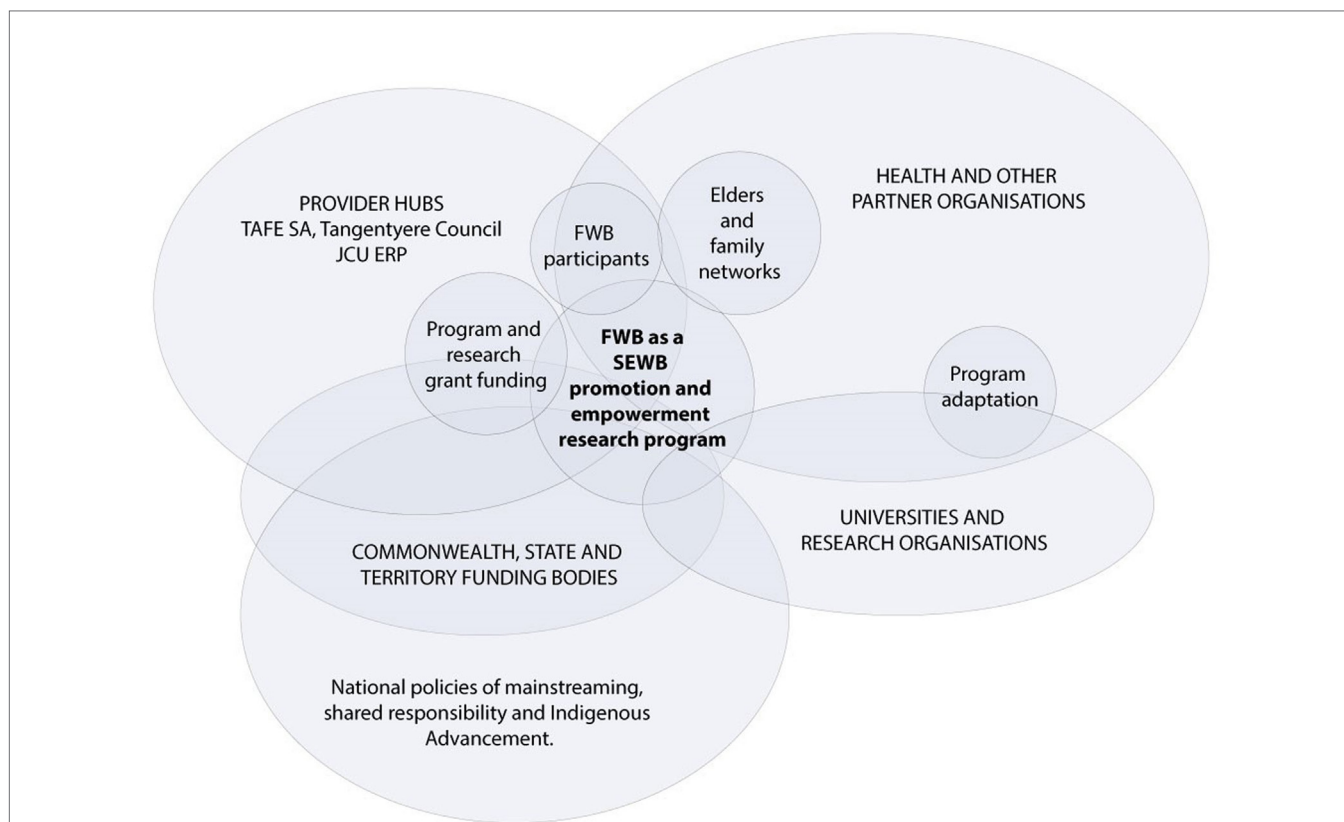 PROVIDER HUBS
TAFE SA, Tangentyere Council
JCU ERP
FWB
participants
Elders
and
family
networks
HEALTH AND OTHER
PARTNER ORGANISATIONS
Program and
research
grant funding
FWB as a
SEWB
promotion and
empowerment
research program
Program
adaptation
UNIVERSITIES AND
RESEARCH ORGANISATIONS
COMMONWEALTH, STATE AND
TERRITORY FUNDING BODIES
National policies of mainstreaming,
shared responsibility and Indigenous
Advancement.